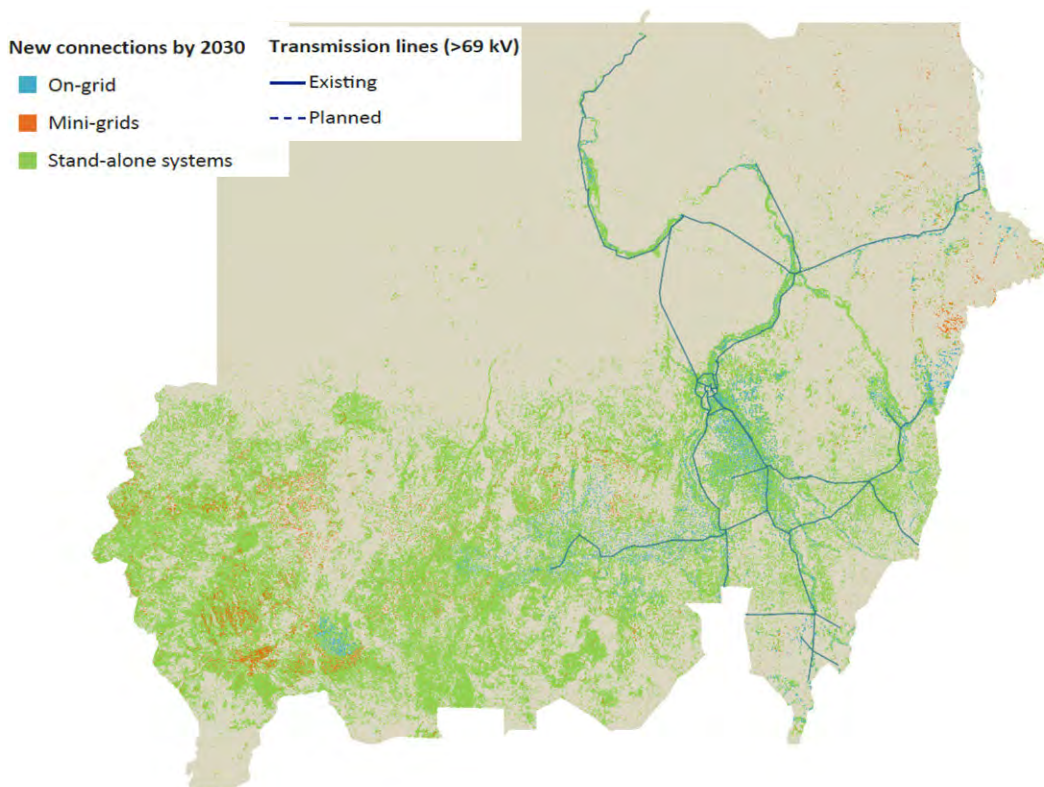 New connections by 2030
On-grid
Mini-grids
Stand-alone systems
Transmission lines (>69 kV)
Existing
Planned